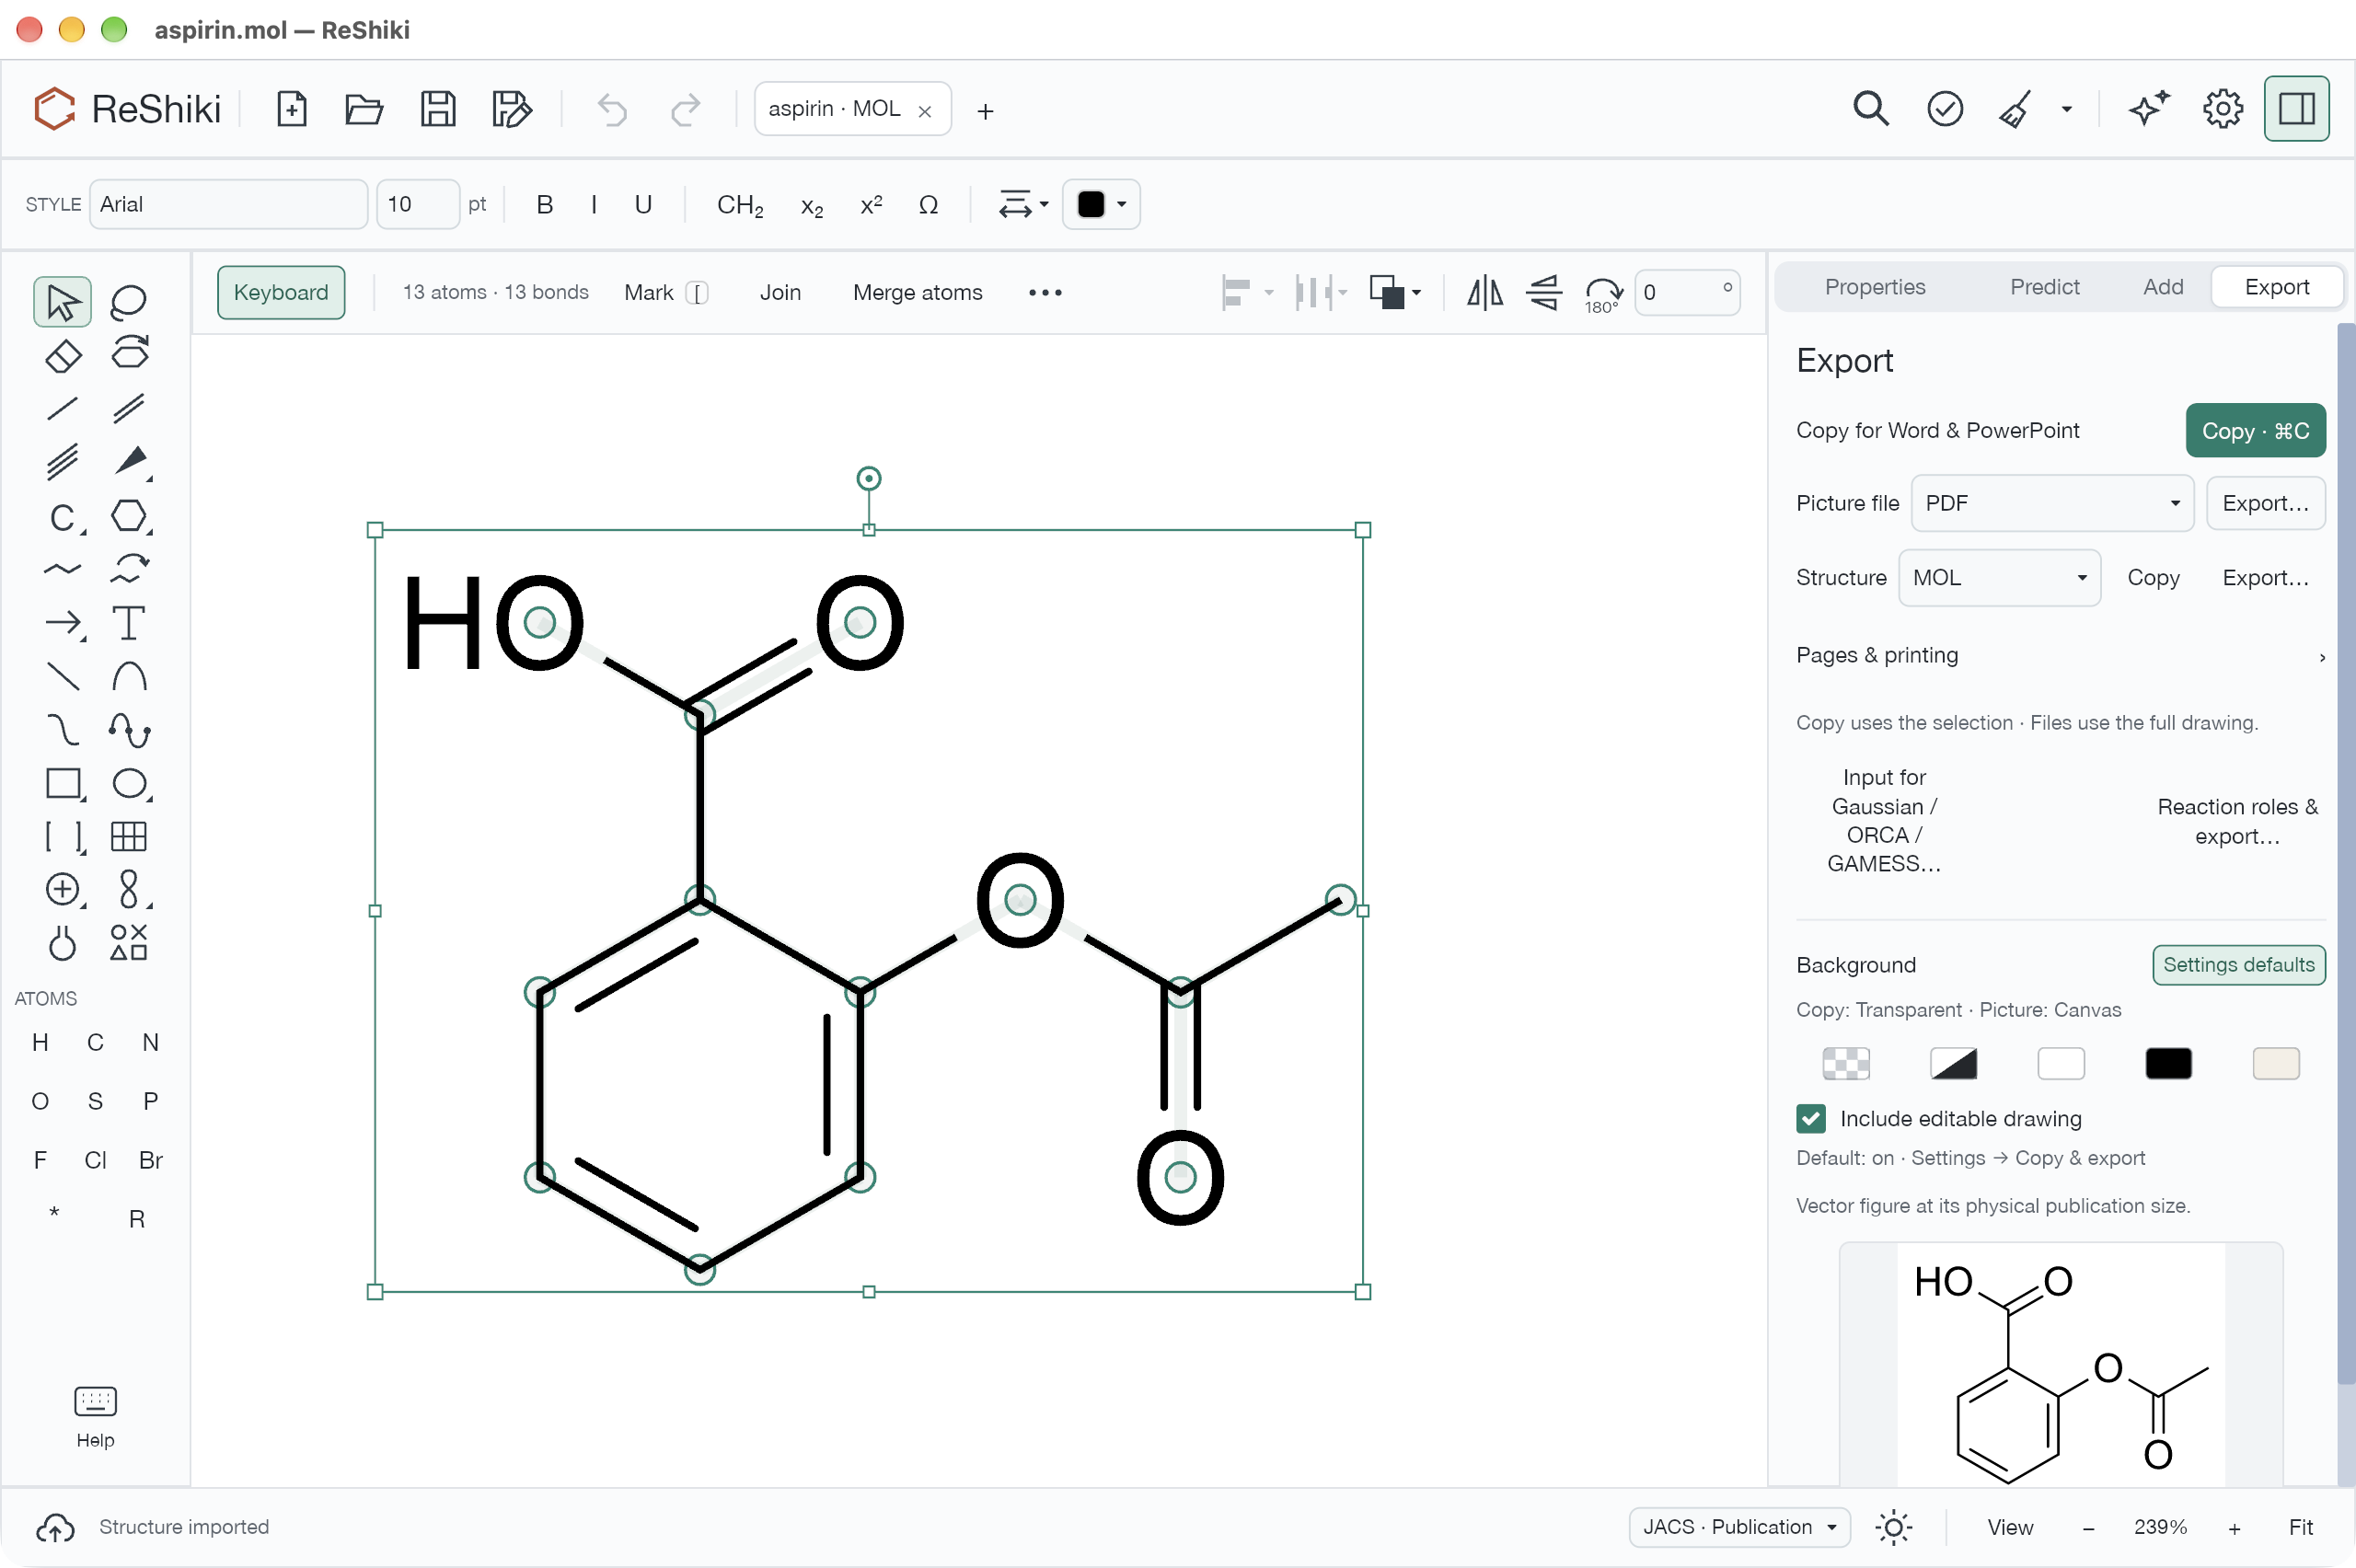 aspirin.mol — ReShiki
ReShiki
aspirin · MOL ×
+
STYLE Arial 10 pt B I U CH₂ x₂ x² Ω
Keyboard 13 atoms · 13 bonds Mark [ Join Merge atoms •••
180° 0 °
Properties Predict Add Export
Export
Copy for Word & PowerPoint Copy · ⌘C
Picture file PDF Export...
Structure MOL Copy Export...
Pages & printing ›
Copy uses the selection · Files use the full drawing.
Input for
Gaussian /
ORCA /
GAMESS...
Reaction roles &
export...
Background Settings defaults
Copy: Transparent · Picture: Canvas
Include editable drawing
Default: on · Settings → Copy & export
Vector figure at its physical publication size.
HO O
O
O
C
T
[ ]
ATOMS
H C N
O S P
F Cl Br
* R
Help
HO O
O
O
Structure imported
JACS · Publication View − 239% + Fit